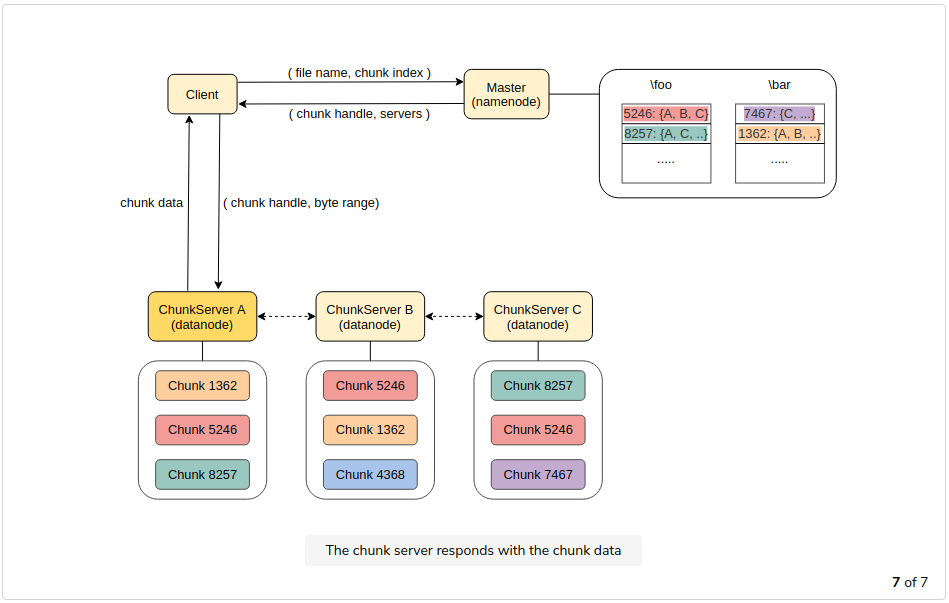 ( file name, chunk index )
Client
Master
(namenode)
( chunk handle, servers )
\foo
\bar
5246: {A, B, C}
7467: {C, ...}
8257: {A, C, ..}
1362: {A, B, ..}
.....
.....
chunk data
( chunk handle, byte range)
ChunkServer A
(datanode)
ChunkServer B
(datanode)
ChunkServer C
(datanode)
Chunk 1362
Chunk 5246
Chunk 8257
Chunk 5246
Chunk 1362
Chunk 4368
Chunk 8257
Chunk 5246
Chunk 7467
The chunk server responds with the chunk data
7 of 7